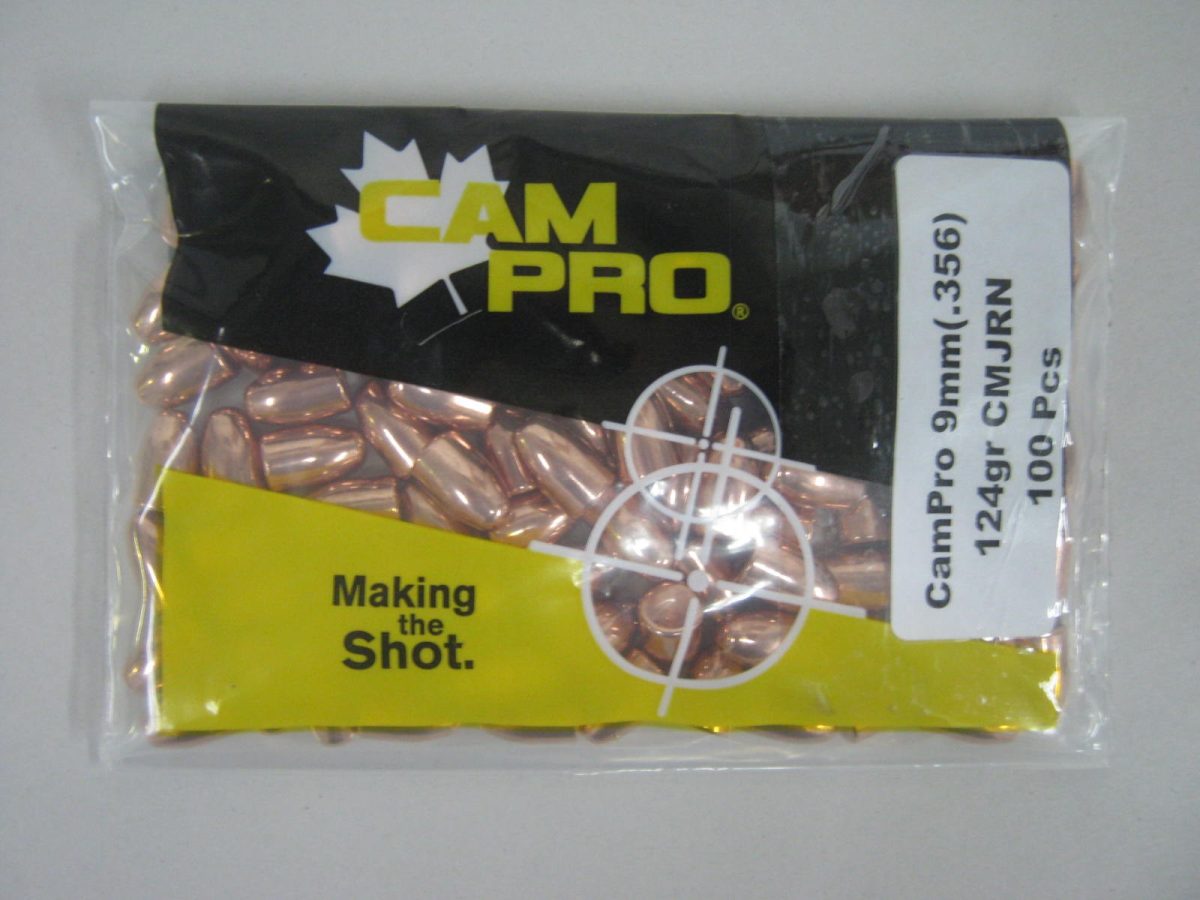 CAM
PRO®
Making
the
Shot.
CamPro 9mm(.356)
124gr CMJRN
100 Pcs